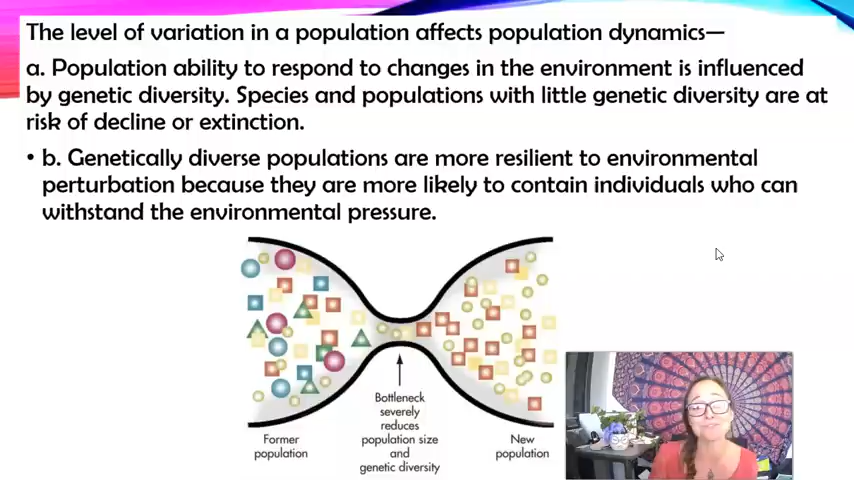 The level of variation in a population affects population dynamics—
a. Population ability to respond to changes in the environment is influenced
by genetic diversity. Species and populations with little genetic diversity are at
risk of decline or extinction.
• b. Genetically diverse populations are more resilient to environmental
perturbation because they are more likely to contain individuals who can
withstand the environmental pressure.
Bottleneck
severely
reduces
population size
and
genetic diversity
Former
population
New
population